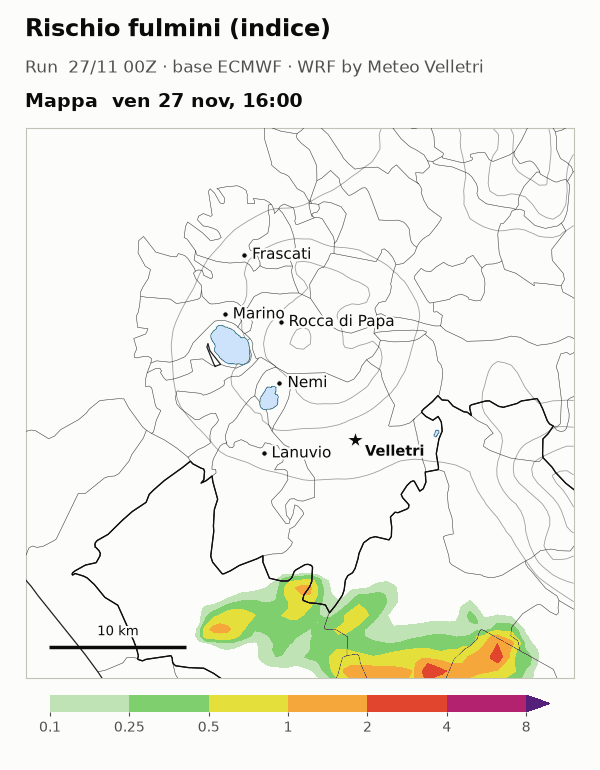 Rischio fulmini (indice)
Run  27/11 00Z · base ECMWF · WRF by Meteo Velletri
Mappa  ven 27 nov, 16:00
Frascati
Marino
Rocca di Papa
Nemi
Velletri
Lanuvio
10 km
0.1 0.25 0.5 1 2 4 8